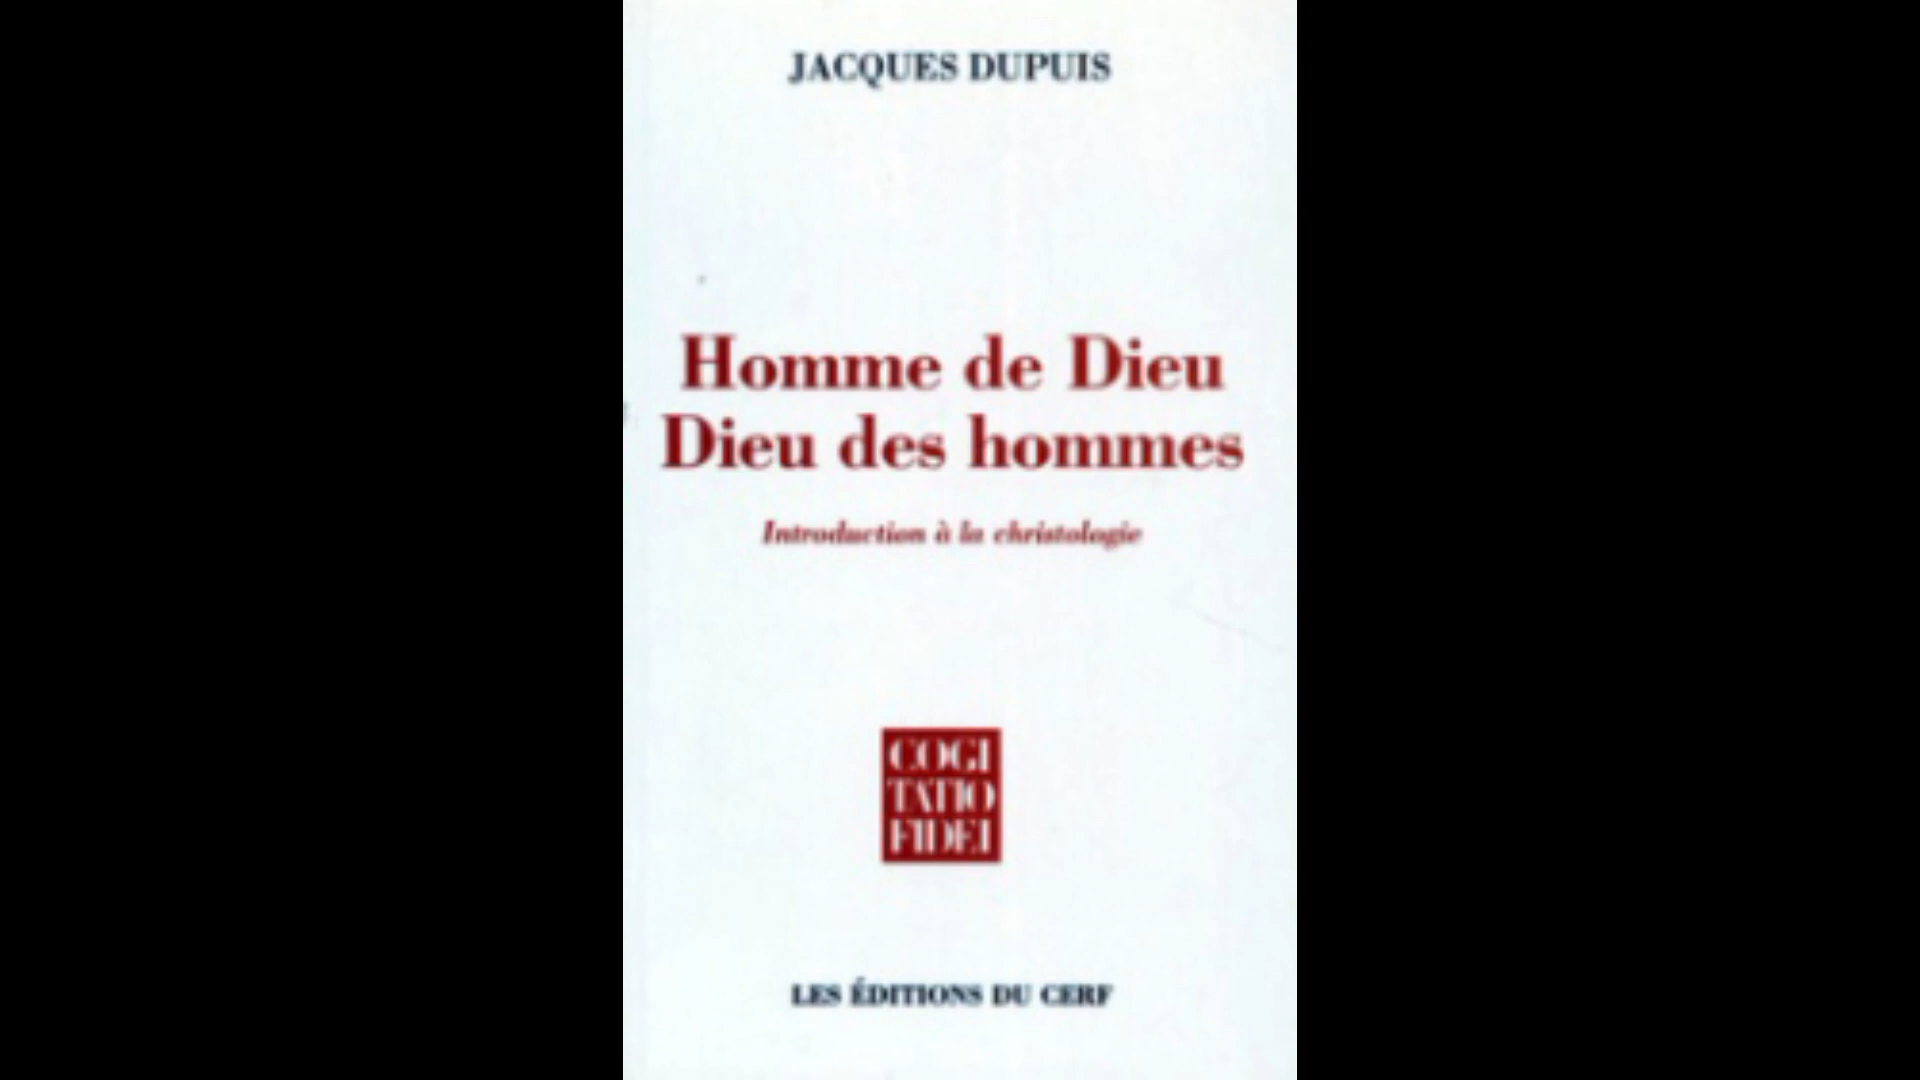 JACQUES DUPUIS
Homme de Dieu
Dieu des hommes
Introduction à la christologie
COGI
TATIO
FIDEI
LES ÉDITIONS DU CERF